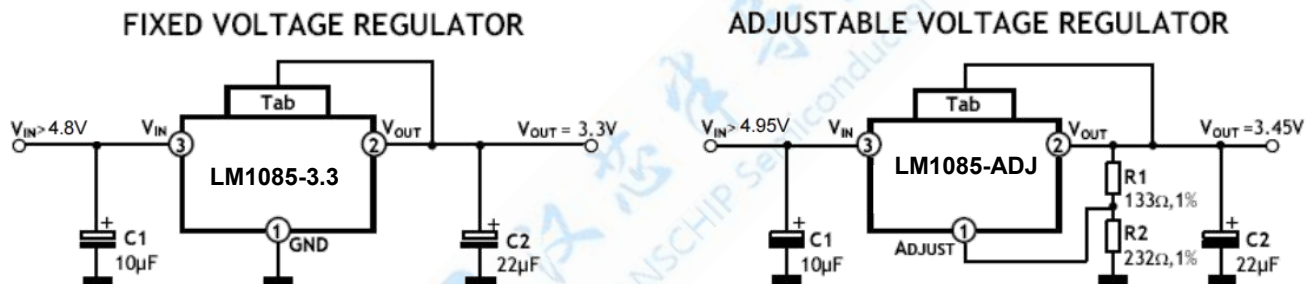 FIXED VOLTAGE REGULATOR
Tab
VIN>4.8V
VIN
3
2
VOUT
VOUT = 3.3V
LM1085-3.3
1
GND
+
C1
10µF
+
C2
22µF
ADJUSTABLE VOLTAGE REGULATOR
Tab
VIN> 4.95V
VIN
3
2
VOUT
VOUT =3.45V
LM1085-ADJ
R1
133Ω,1%
1
ADJUST
R2
232Ω,1%
+
C1
10µF
+
C2
22µF
NSCHIP Semiconductor